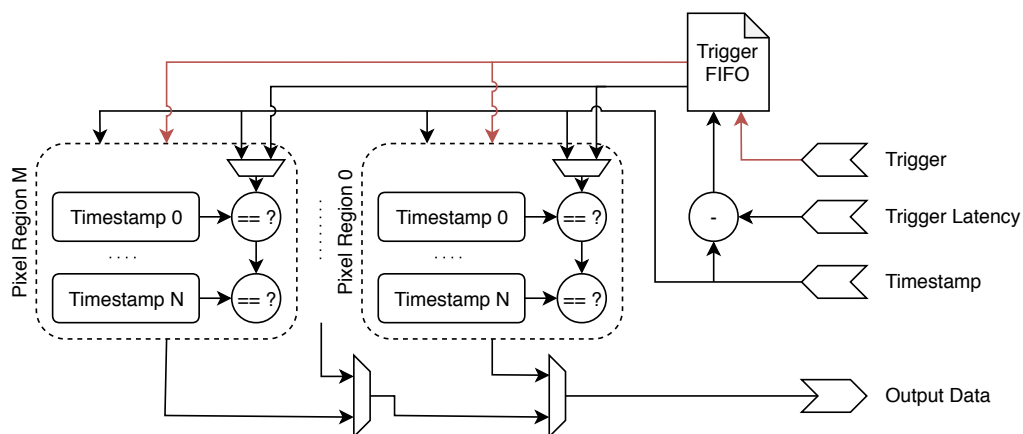 Trigger
FIFO
Pixel Region M
Timestamp 0
== ?
. . . .
Timestamp N
== ?
Pixel Region 0
Timestamp 0
== ?
. . . .
Timestamp N
== ?
-
Trigger
Trigger Latency
Timestamp
Output Data